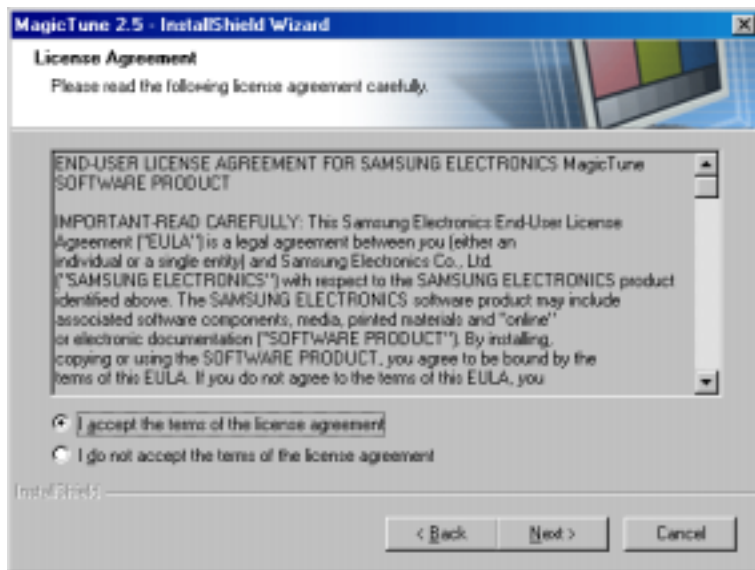 MagicTune 2.5 - InstallShield Wizard
License Agreement
Please read the following license agreement carefully.
END-USER LICENSE AGREEMENT FOR SAMSUNG ELECTRONICS MagicTune
SOFTWARE PRODUCT
IMPORTANT-READ CAREFULLY: This Samsung Electronics End-User License
Agreement ("EULA") is a legal agreement between you (either an
individual or a single entity) and Samsung Electronics Co., Ltd.
("SAMSUNG ELECTRONICS") with respect to the SAMSUNG ELECTRONICS product
identified above. The SAMSUNG ELECTRONICS software product may include
associated software components, media, printed materials and "online"
or electronic documentation ("SOFTWARE PRODUCT"). By installing,
copying or using the SOFTWARE PRODUCT, you agree to be bound by the
terms of this EULA. If you do not agree to the terms of this EULA, you
I accept the terms of the license agreement
I do not accept the terms of the license agreement
InstallShield
< Back
Next >
Cancel